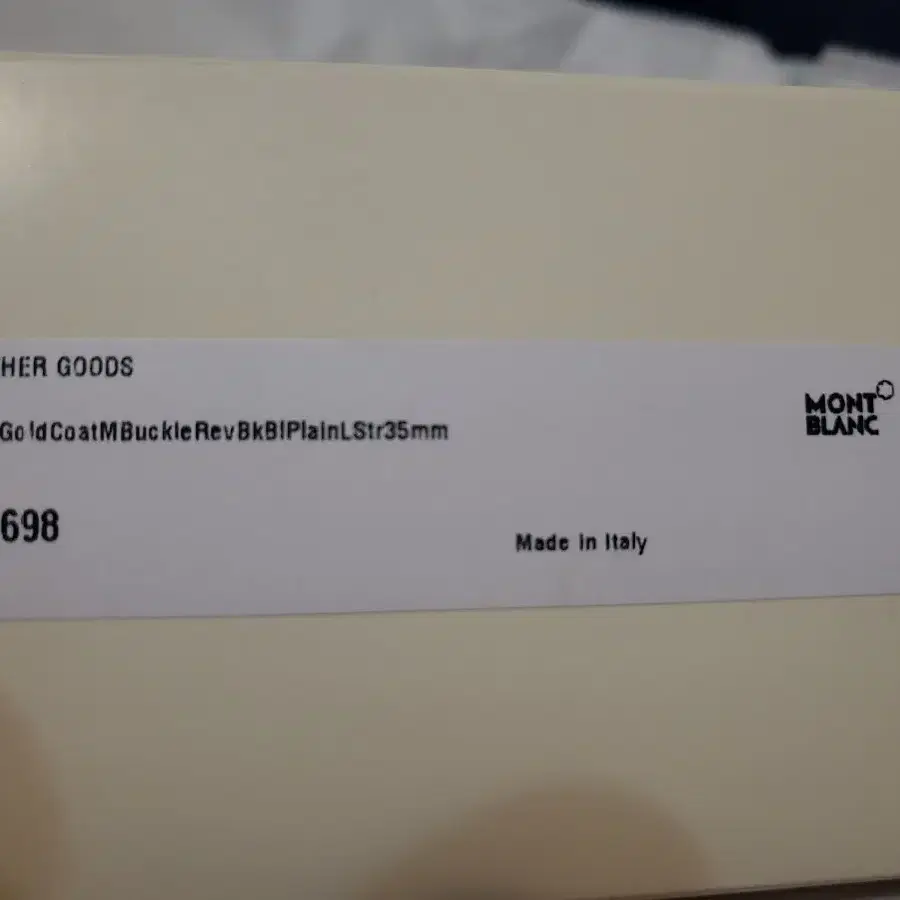 HER GOODS
GoldCoatMBuckleRevBkBlPlainLStr35mm
698
Made in Italy
MONT
BLANC